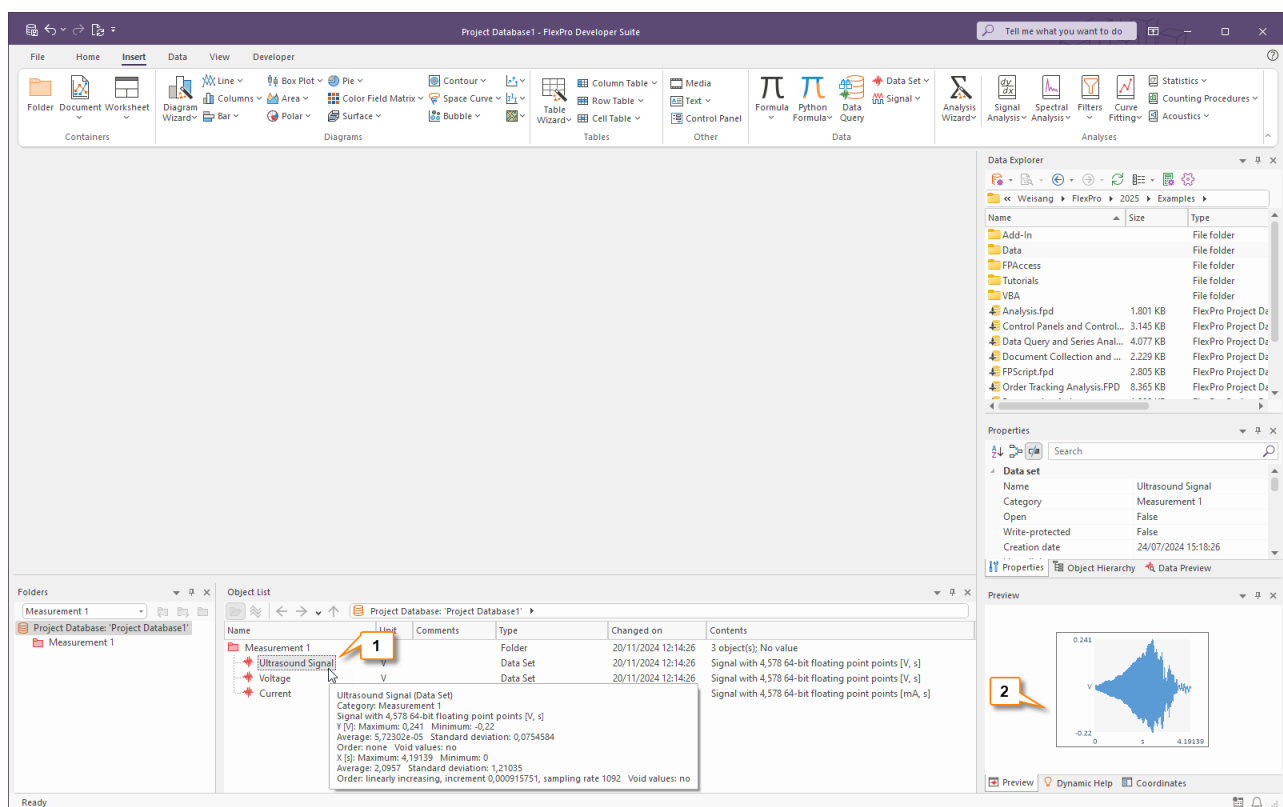 Project Database1 - FlexPro Developer Suite
Tell me what you want to do
File Home Insert Data View Developer
Folder Document Worksheet
Containers
Diagram Wizard
Line Box Plot Pie Contour
Columns Area Color Field Matrix Space Curve
Bar Polar Surface Bubble
Diagrams
Table Wizard
Column Table
Row Table
Cell Table
Tables
Media
Text
Control Panel
Other
Formula Python Formula Data Query
Data Set
Signal
Data
Analysis Wizard
Signal Analysis Spectral Analysis Filters Curve Fitting
Statistics
Counting Procedures
Acoustics
Analyses
Data Explorer
« Weisang FlexPro 2025 Examples
Name Size Type
Add-In File folder
Data File folder
FPAccess File folder
Tutorials File folder
VBA File folder
Analysis.fpd 1.801 KB FlexPro Project Da
Control Panels and Control... 3.145 KB FlexPro Project Da
Data Query and Series Anal... 4.077 KB FlexPro Project Da
Document Collection and ... 2.229 KB FlexPro Project Da
FPScript.fpd 2.805 KB FlexPro Project Da
Order Tracking Analysis.FPD 8.365 KB FlexPro Project Da
Properties
Search
Data set
Name Ultrasound Signal
Category Measurement 1
Open False
Write-protected False
Creation date 24/07/2024 15:18:26
Properties Object Hierarchy Data Preview
Folders
Measurement 1
Project Database: 'Project Database1'
Measurement 1
Object List
Project Database: 'Project Database1'
Name Unit Comments Type Changed on Contents
Measurement 1 Folder 20/11/2024 12:14:26 3 object(s); No value
Ultrasound Signal V Data Set 20/11/2024 12:14:26 Signal with 4,578 64-bit floating point points [V, s]
Voltage V Data Set 20/11/2024 12:14:26 Signal with 4,578 64-bit floating point points [V, s]
Current Signal with 4,578 64-bit floating point points [mA, s]
1
Ultrasound Signal (Data Set)
Category: Measurement 1
Signal with 4,578 64-bit floating point points [V, s]
Y [V]: Maximum: 0,241 Minimum: -0,22
Average: 5,72302e-05 Standard deviation: 0,0754584
Order: none Void values: no
X [s]: Maximum: 4,19139 Minimum: 0
Average: 2,0957 Standard deviation: 1,21035
Order: linearly increasing, increment 0,000915751, sampling rate 1092 Void values: no
Preview
0.241
V
-0.22
0 s 4.19139
2
Preview Dynamic Help Coordinates
Ready